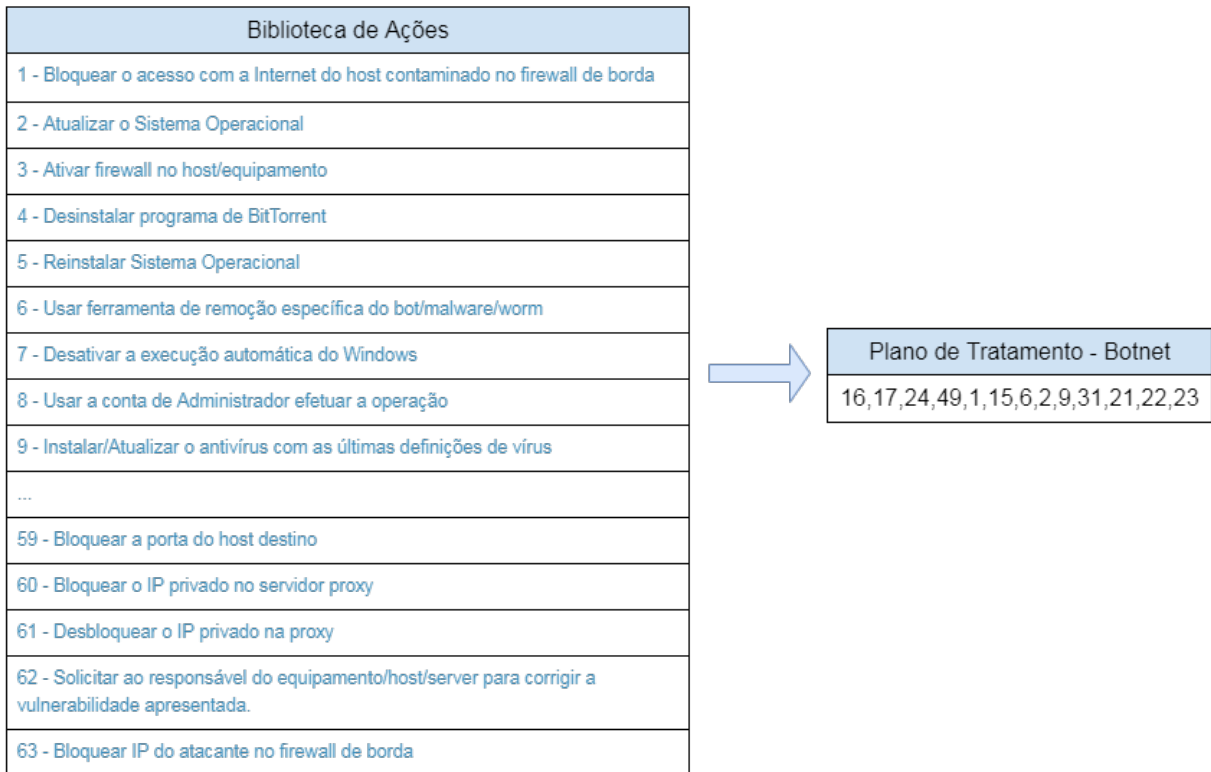 Biblioteca de Ações
1 - Bloquear o acesso com a Internet do host contaminado no firewall de borda
2 - Atualizar o Sistema Operacional
3 - Ativar firewall no host/equipamento
4 - Desinstalar programa de BitTorrent
5 - Reinstalar Sistema Operacional
6 - Usar ferramenta de remoção específica do bot/malware/worm
7 - Desativar a execução automática do Windows
8 - Usar a conta de Administrador efetuar a operação
9 - Instalar/Atualizar o antivírus com as últimas definições de vírus
...
59 - Bloquear a porta do host destino
60 - Bloquear o IP privado no servidor proxy
61 - Desbloquear o IP privado na proxy
62 - Solicitar ao responsável do equipamento/host/server para corrigir a
vulnerabilidade apresentada.
63 - Bloquear IP do atacante no firewall de borda
Plano de Tratamento - Botnet
16,17,24,49,1,15,6,2,9,31,21,22,23